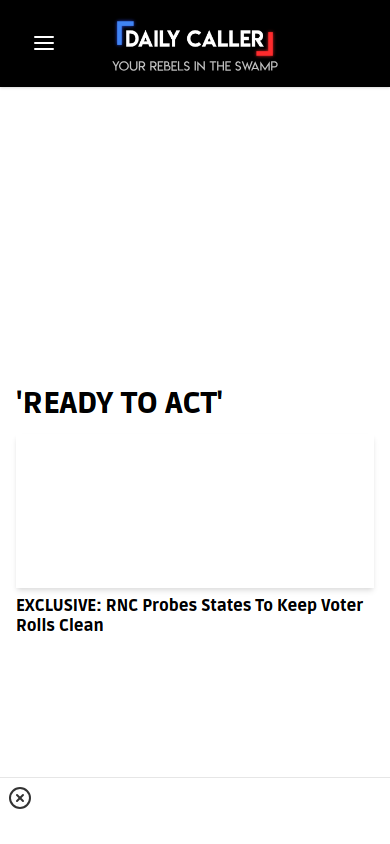 DAILY CALLER
YOUR REBELS IN THE SWAMP
'READY TO ACT'
EXCLUSIVE: RNC Probes States To Keep Voter
Rolls Clean